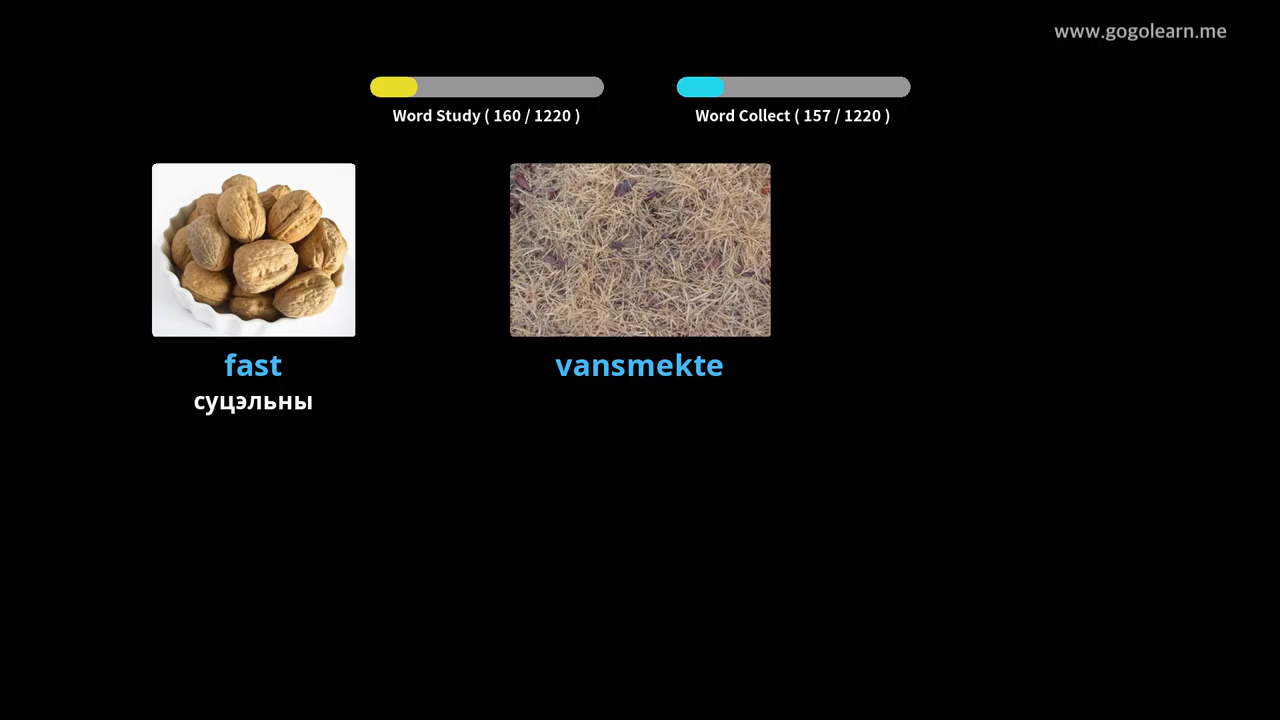 www.gogolearn.me
Word Study ( 160 / 1220 )
Word Collect ( 157 / 1220 )
fast
суцэльны
vansmekte